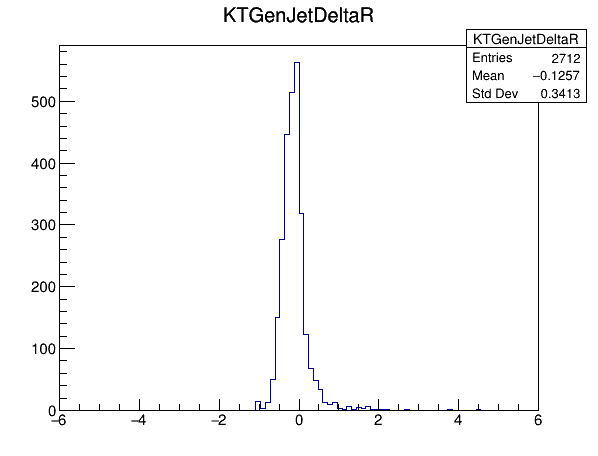 KTGenJetDeltaR
KTGenJetDeltaR
Entries 2712
Mean −0.1257
Std Dev 0.3413
500
400
300
200
100
0
−6 −4 −2 0 2 4 6